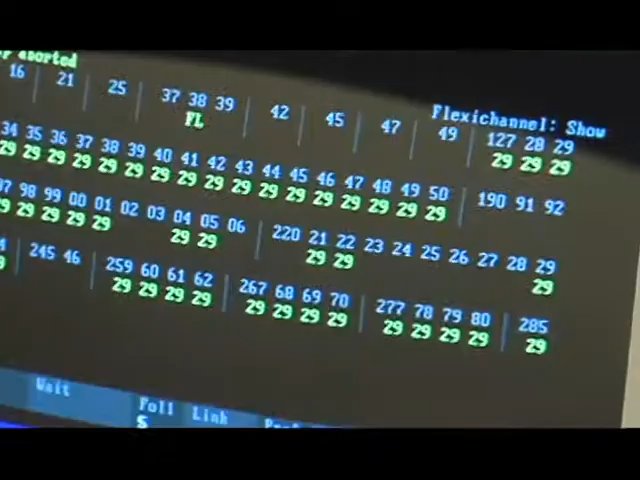 aborted
Flexichannel: Show
16 21 25 37 38 39 42 45 47 49 127 28 29
FL 29 29 29
34 35 36 37 38 39 40 41 42 43 44 45 46 47 48 49 50 190 91 92
29 29 29 29 29 29 29 29 29 29 29 29 29 29 29 29 29
97 98 99 00 01 02 03 04 05 06 220 21 22 23 24 25 26 27 28 29
29 29 29 29 29 29 29 29 29 29
245 46 259 60 61 62 267 68 69 70 277 78 79 80 285
29 29 29 29 29 29 29 29 29 29 29 29 29
Wait Foll Link
S